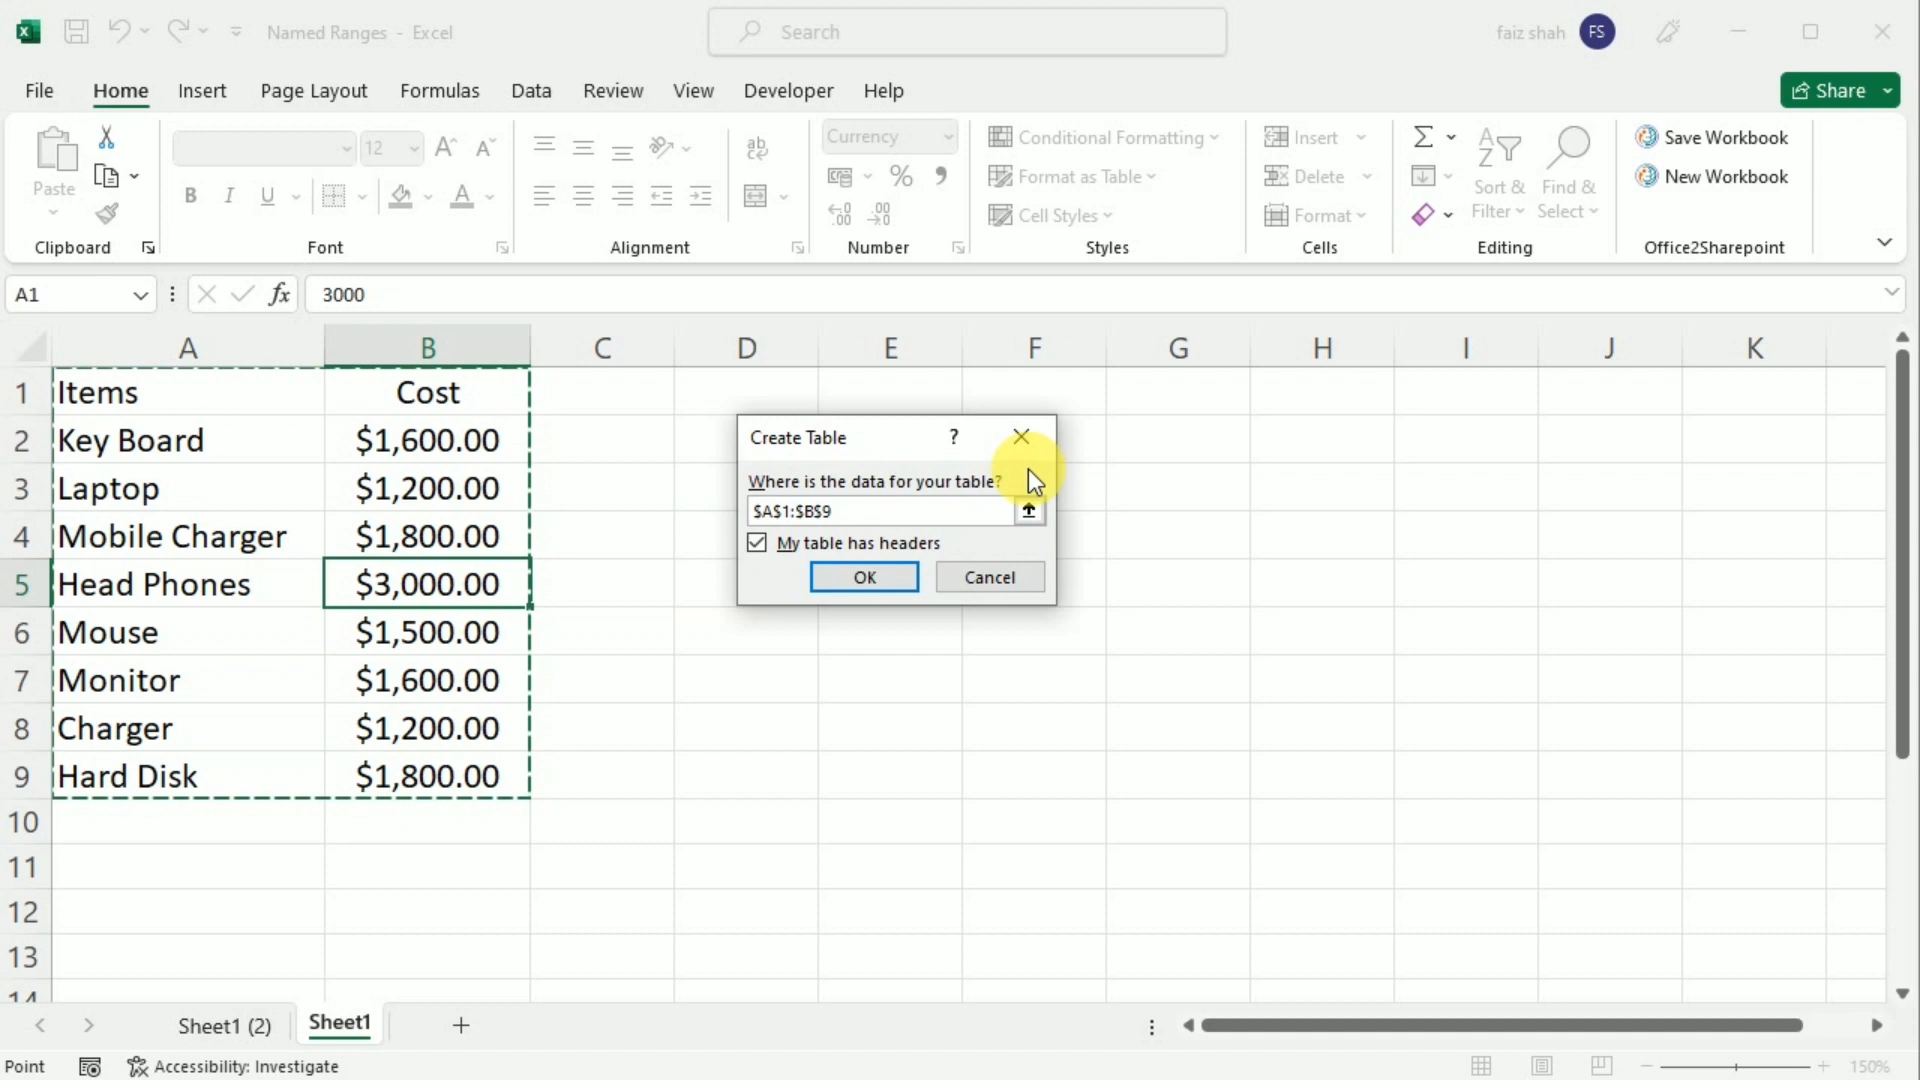 Named Ranges - Excel
Search
faiz shah
FS
File Home Insert Page Layout Formulas Data Review View Developer Help
Share
Paste
12
B I U
A
ab
Currency
% 9
.00
Conditional Formatting
Format as Table
Cell Styles
Insert
Delete
Format
Sort & Filter
Find & Select
Save Workbook
New Workbook
Clipboard Font Alignment Number Styles Cells Editing Office2Sharepoint
A1
fx
3000
A B C D E F G H I J K
1 Items Cost
2 Key Board $1,600.00
3 Laptop $1,200.00
4 Mobile Charger $1,800.00
5 Head Phones $3,000.00
6 Mouse $1,500.00
7 Monitor $1,600.00
8 Charger $1,200.00
9 Hard Disk $1,800.00
10
11
12
13
14
Create Table ?
Where is the data for your table?
$A$1:$B$9
My table has headers
OK Cancel
Sheet1 (2) Sheet1
Point
Accessibility: Investigate
150%